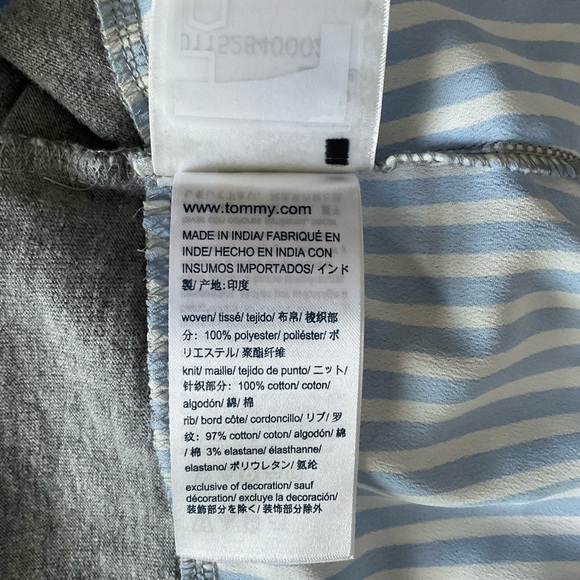 www.tommy.com
MADE IN INDIA/ FABRIQUÉ EN
INDE/ HECHO EN INDIA CON
INSUMOS IMPORTADOS/ インド
製/ 产地: 印度
woven/ tissé/ tejido/ 布帛/ 梭织部
分: 100% polyester/ poliéster/ ポ
リエステル/ 聚酯纤维
knit/ maille/ tejido de punto/ ニット/
针织部分: 100% cotton/ coton/
algodón/ 綿/ 棉
rib/ bord côte/ cordoncillo/ リブ/ 罗
纹: 97% cotton/ coton/ algodón/ 綿
/ 棉 3% elastane/ élasthanne/
elastano/ ポリウレタン/ 氨纶
exclusive of decoration/ sauf
décoration/ excluye la decoración/
装飾部分を除く/ 装饰部分除外